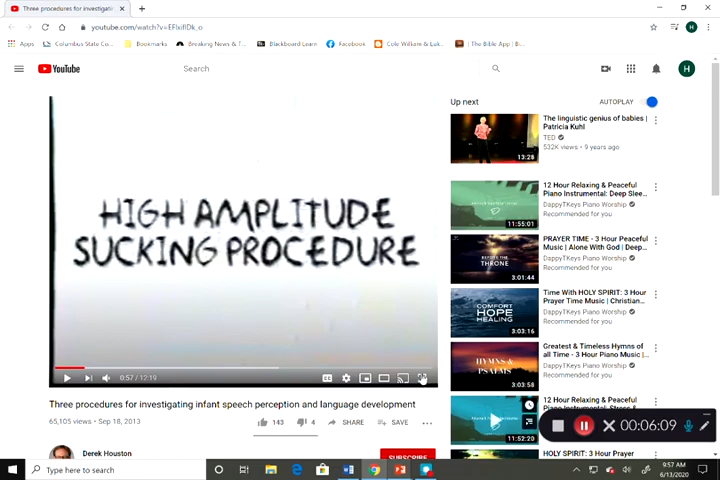 Three procedures for investigati
youtube.com/watch?v=EFlxifIDk_o
H
Apps
Columbus State Co...
Bookmarks
Breaking News & T...
Blackboard Learn
Facebook
Cole William & Luk...
| The Bible App | B...
YouTube
Search
H
HIGH AMPLITUDE
SUCKING PROCEDURE
0:57 / 12:19
CC
Three procedures for investigating infant speech perception and language development
65,105 views • Sep 18, 2013
143
4
SHARE
SAVE
Derek Houston
SUBSCRIBE
Up next
AUTOPLAY
13:28
The linguistic genius of babies |
Patricia Kuhl
TED
532K views • 9 years ago
11:55:01
12 Hour Relaxing & Peaceful
Piano Instrumental: Deep Slee...
DappyTKeys Piano Worship
Recommended for you
BEFORE THE
THRONE
3:01:44
PRAYER TIME - 3 Hour Peaceful
Music | Alone With God | Deep...
DappyTKeys Piano Worship
Recommended for you
COMFORT
HOPE
HEALING
3:03:16
Time With HOLY SPIRIT: 3 Hour
Prayer Time Music | Christian...
DappyTKeys Piano Worship
Recommended for you
HYMNS &
PSALMS
3:03:58
Greatest & Timeless Hymns of
all Time - 3 Hour Piano Music |...
DappyTKeys Piano Worship
Recommended for you
11:52:20
12 Hour Relaxing & Peaceful
Piano Instrumental: Stress &
HOLY SPIRIT: 3 Hour Prayer
00:06:09
Type here to search
9:57 AM
6/13/2020